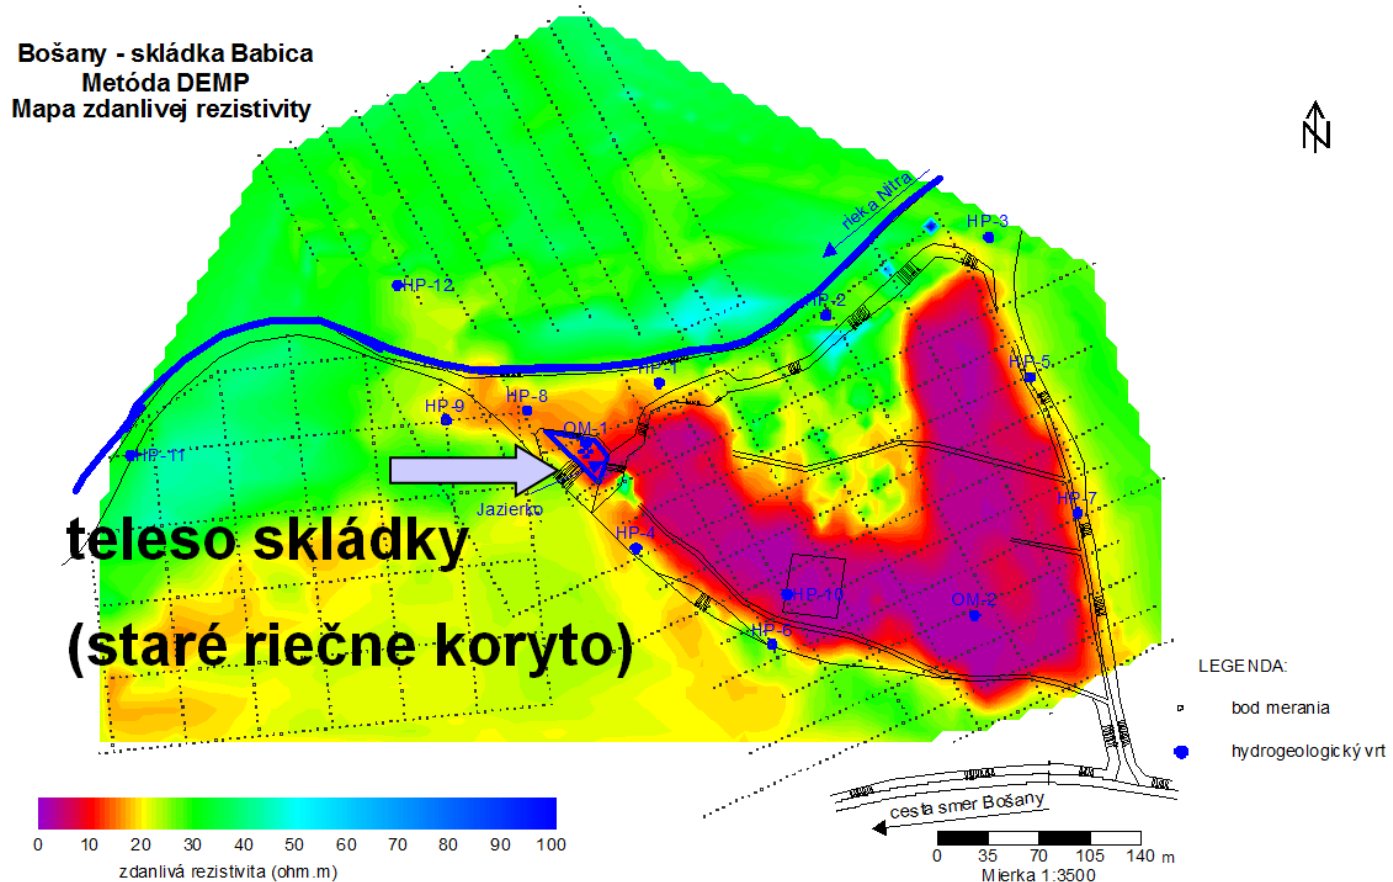 Bošany - skládka Babica
Metóda DEMP
Mapa zdanlivej rezistivity
N
rieka Nitra
HP-3
HP-12
HP-2
HP-1
HP-5
HP-8
HP-9
OM-1
HP-11
HP-7
Jazierko
teleso skládky
HP-4
HP-10
OM-2
(staré riečne koryto)
HP-6
LEGENDA:
bod merania
hydrogeologický vrt
cesta smer Bošany
0 10 20 30 40 50 60 70 80 90 100
zdanlivá rezistivita (ohm.m)
0 35 70 105 140 m
Mierka 1:3500